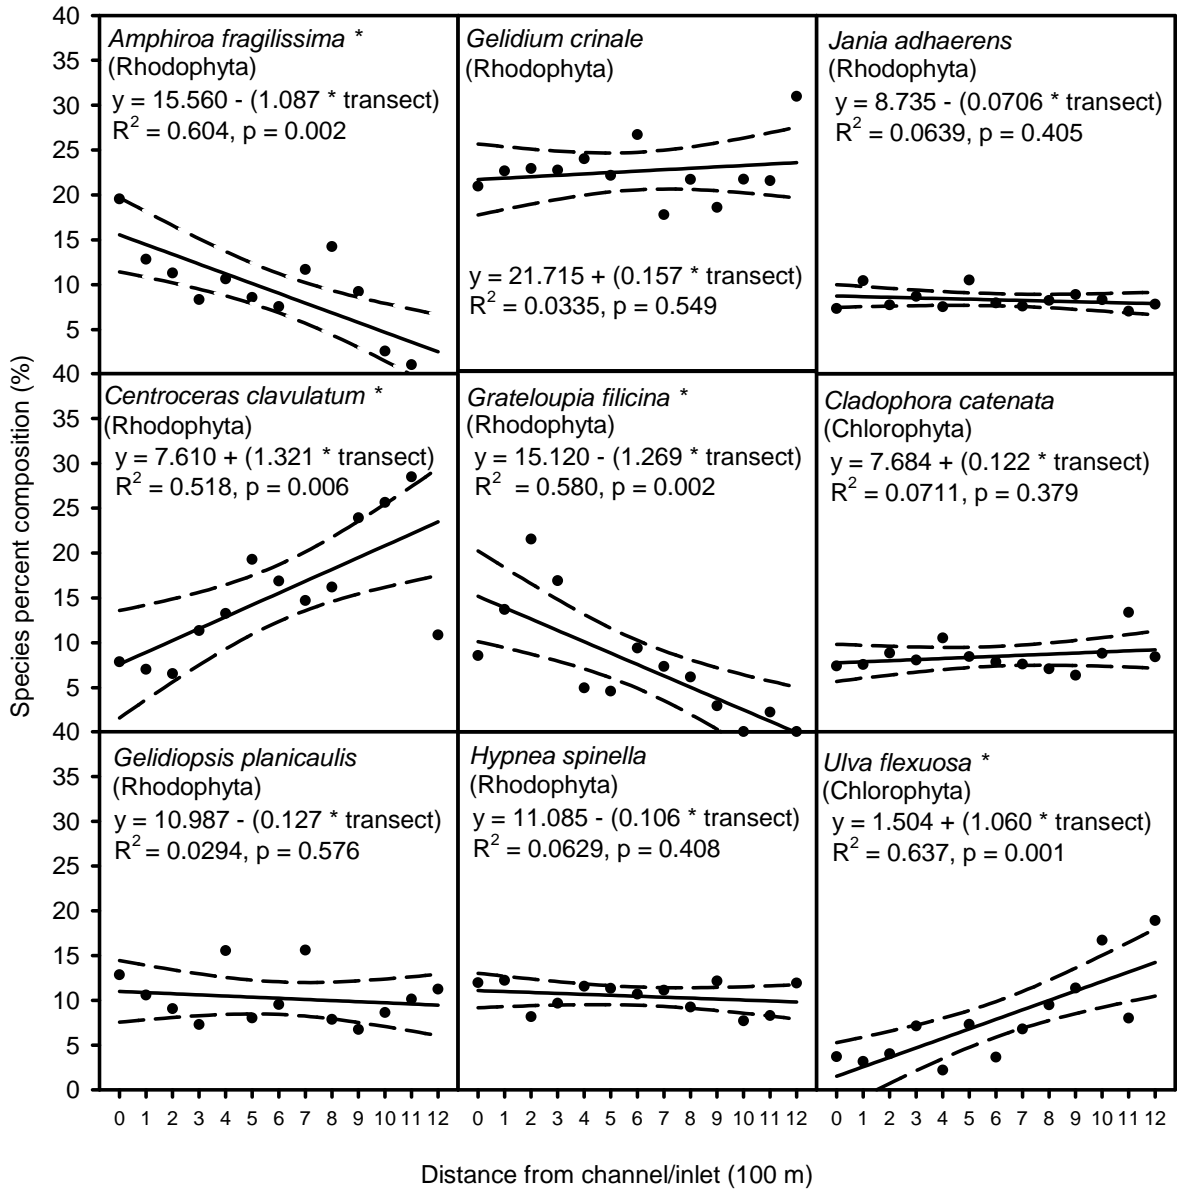 Species percent composition (%)
40
35
30
25
20
15
10
5
40
35
30
25
20
15
10
5
40
35
30
25
20
15
10
5
0
Amphiroa fragilissima *
(Rhodophyta)
y = 15.560 - (1.087 * transect)
R² = 0.604, p = 0.002
Gelidium crinale
(Rhodophyta)
y = 21.715 + (0.157 * transect)
R² = 0.0335, p = 0.549
Jania adhaerens
(Rhodophyta)
y = 8.735 - (0.0706 * transect)
R² = 0.0639, p = 0.405
Centroceras clavulatum *
(Rhodophyta)
y = 7.610 + (1.321 * transect)
R² = 0.518, p = 0.006
Grateloupia filicina *
(Rhodophyta)
y = 15.120 - (1.269 * transect)
R² = 0.580, p = 0.002
Cladophora catenata
(Chlorophyta)
y = 7.684 + (0.122 * transect)
R² = 0.0711, p = 0.379
Gelidiopsis planicaulis
(Rhodophyta)
y = 10.987 - (0.127 * transect)
R² = 0.0294, p = 0.576
Hypnea spinella
(Rhodophyta)
y = 11.085 - (0.106 * transect)
R² = 0.0629, p = 0.408
Ulva flexuosa *
(Chlorophyta)
y = 1.504 + (1.060 * transect)
R² = 0.637, p = 0.001
0 1 2 3 4 5 6 7 8 9 10 11 12 0 1 2 3 4 5 6 7 8 9 10 11 12 0 1 2 3 4 5 6 7 8 9 10 11 12
Distance from channel/inlet (100 m)